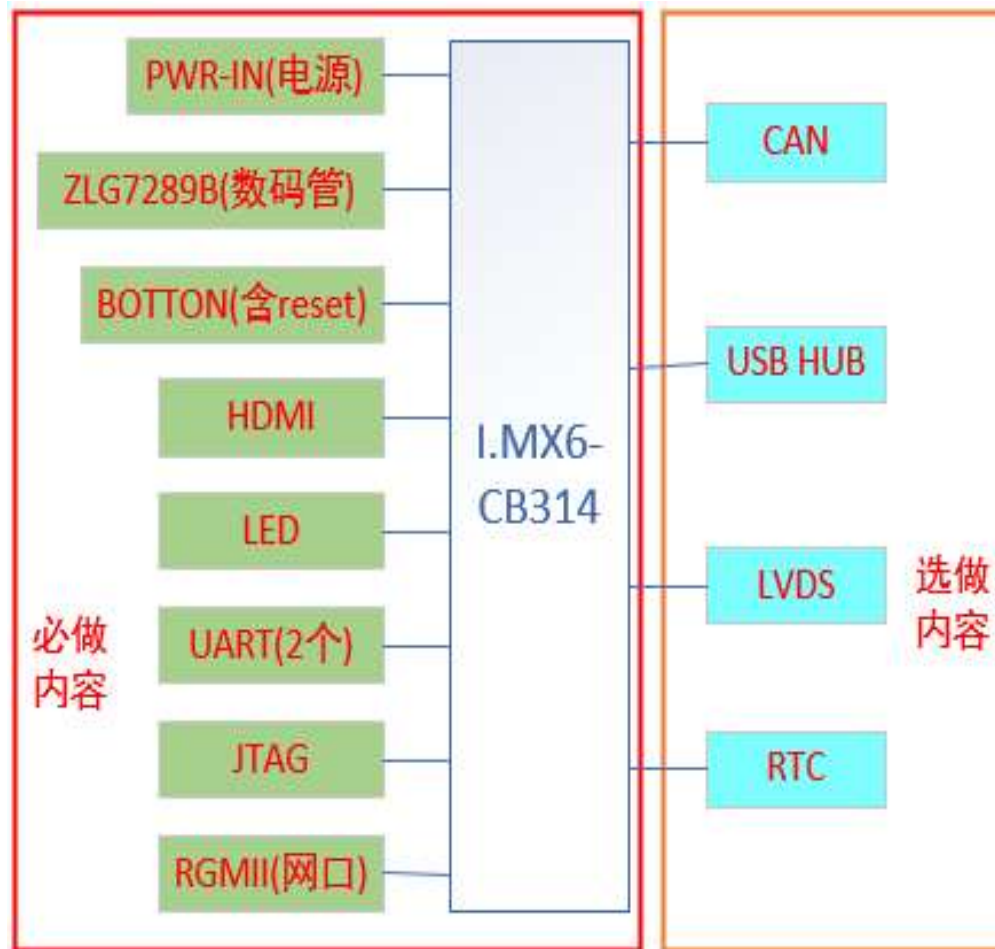 PWR-IN(电源)
ZLG7289B(数码管)
BOTTON(含reset)
HDMI
LED
UART(2个)
JTAG
RGMII(网口)
必做
内容
I.MX6-
CB314
CAN
USB HUB
LVDS
RTC
选做
内容